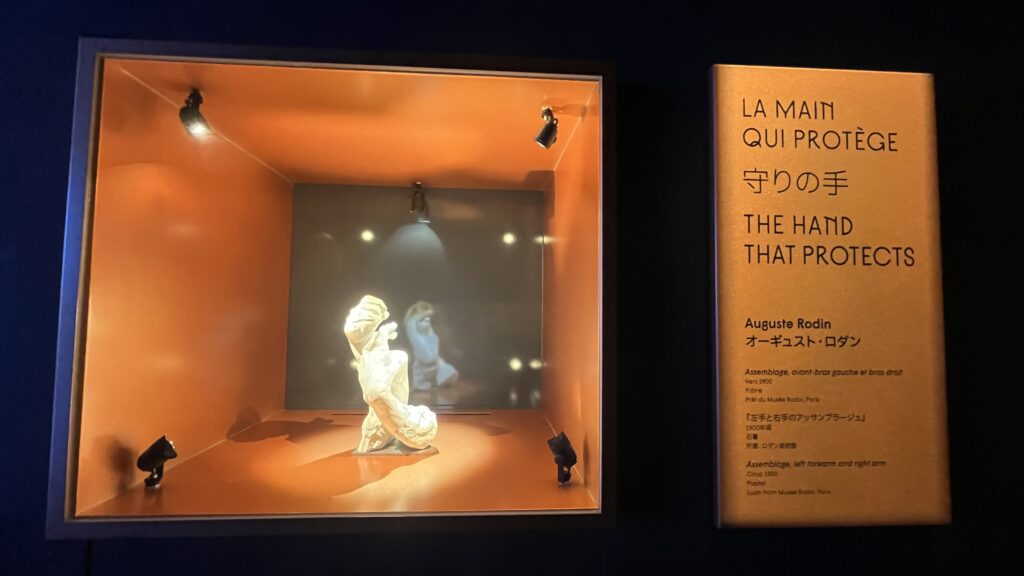 LA MAIN
QUI PROTÈGE
守りの手
THE HAND
THAT PROTECTS
Auguste Rodin
オーギュスト・ロダン
Assemblage, avant-bras gauche et bras droit
Vers 1900
Plâtre
Prêt du Musée Rodin, Paris
『左手と右手のアッサンブラージュ』
1900年頃
石膏
所蔵:ロダン美術館
Assemblage, left forearm and right arm
Circa 1900
Plaster
Loan from Musée Rodin, Paris